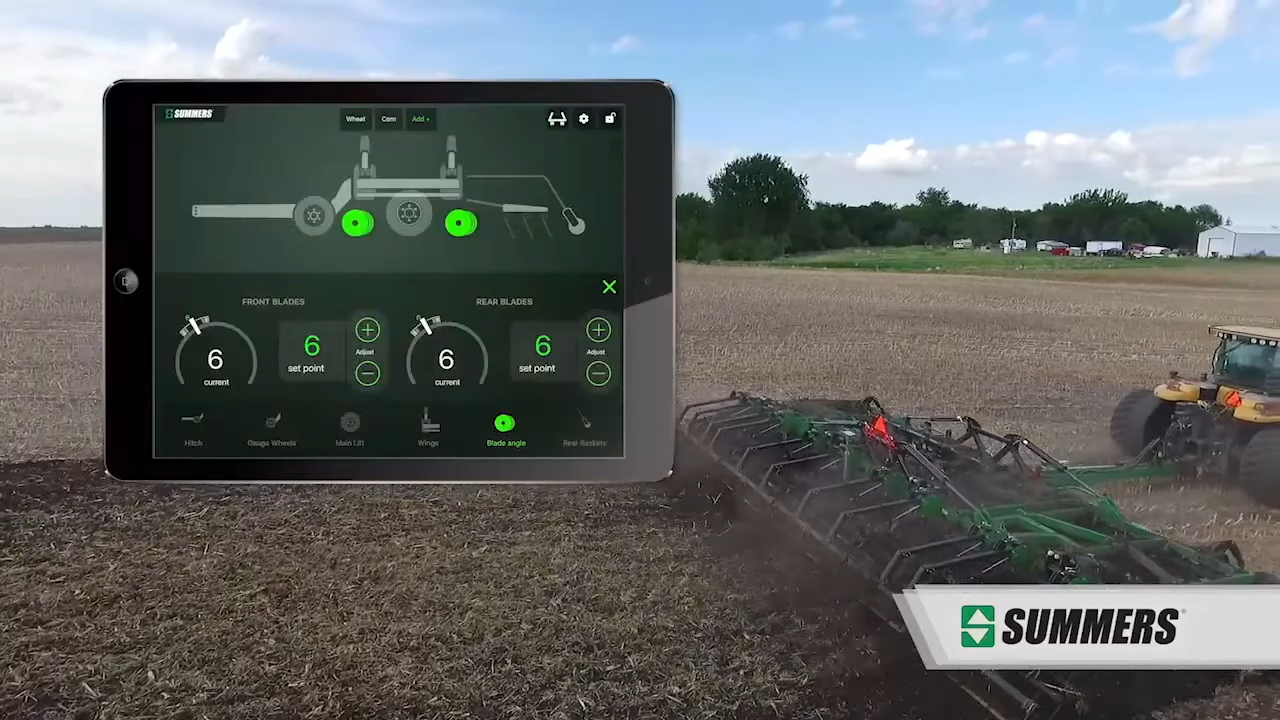 SUMMERS
Wheat Corn Add +
FRONT BLADES
REAR BLADES
6
current
6
set point
Adjust
6
current
6
set point
Adjust
Hitch
Gauge Wheels
Main Lift
Wings
Blade angle
Rear Baskets
SUMMERS®